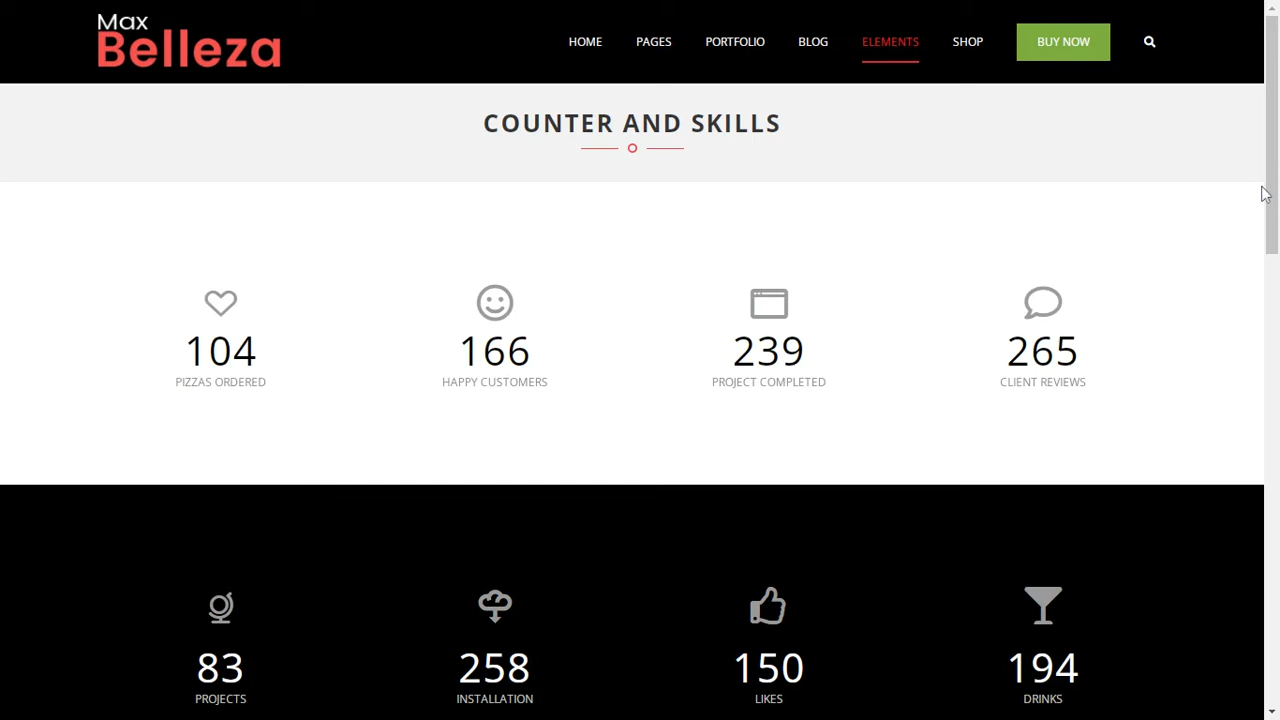 Max
Belleza
HOME PAGES PORTFOLIO BLOG ELEMENTS SHOP BUY NOW
COUNTER AND SKILLS
104 166 239 265
PIZZAS ORDERED HAPPY CUSTOMERS PROJECT COMPLETED CLIENT REVIEWS
83 258 150 194
PROJECTS INSTALLATION LIKES DRINKS